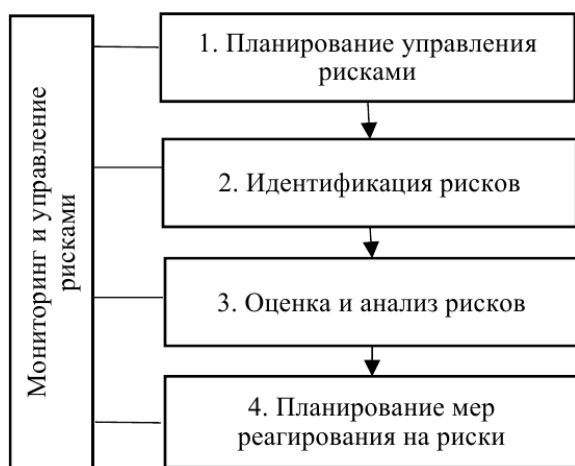 Мониторинг и управление
рисками
1. Планирование управления
рисками
2. Идентификация рисков
3. Оценка и анализ рисков
4. Планирование мер
реагирования на риски